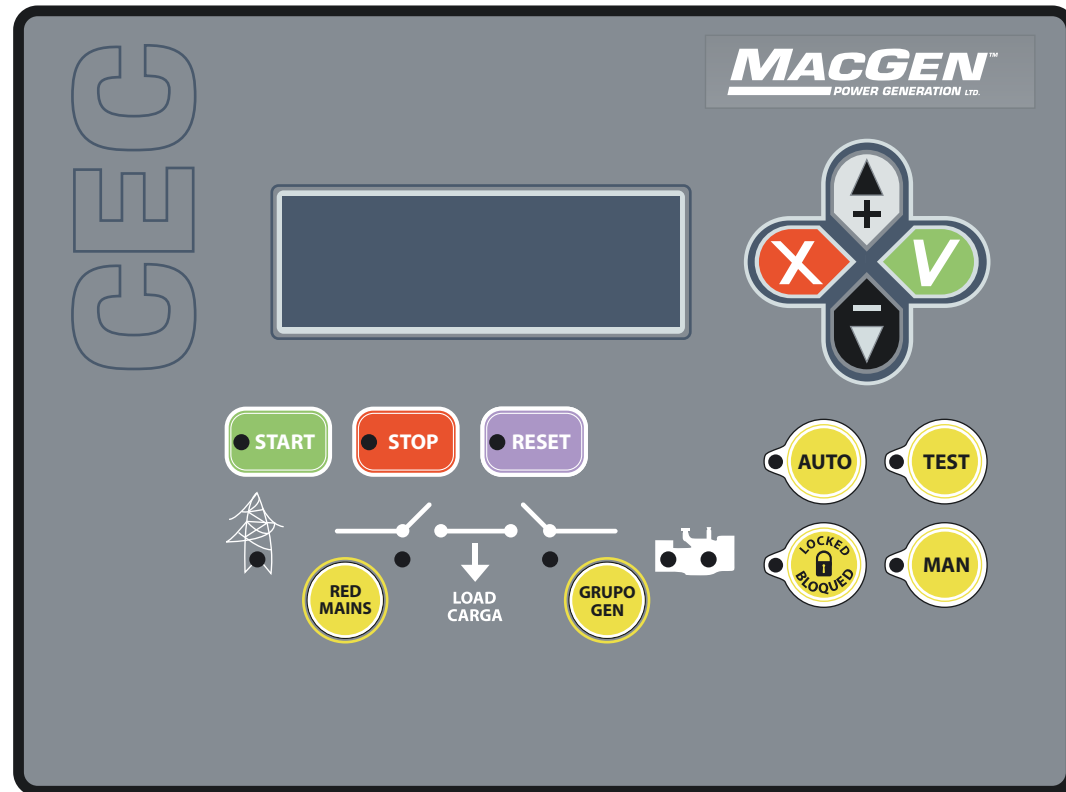 CEC
MACGEN™
POWER GENERATION LTD.
+
X
V
−
START
STOP
RESET
AUTO
TEST
RED
MAINS
LOAD
CARGA
GRUPO
GEN
LOCKED
BLOQUED
MAN